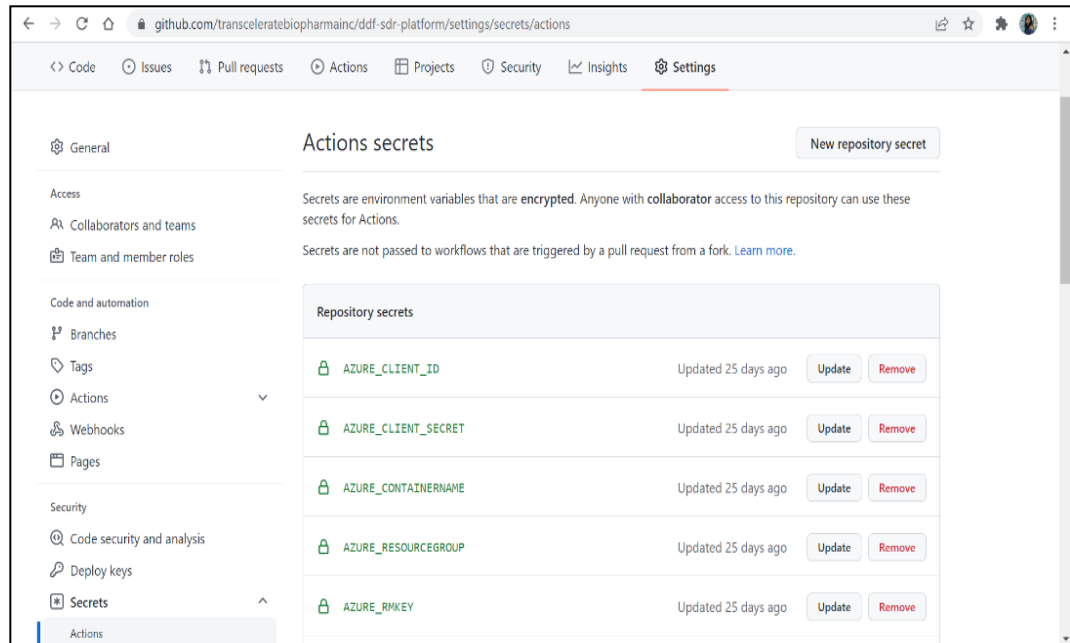 github.com/transceleratebiopharmainc/ddf-sdr-platform/settings/secrets/actions
<> Code Issues Pull requests Actions Projects Security Insights Settings
General
Access
Collaborators and teams
Team and member roles
Code and automation
Branches
Tags
Actions
Webhooks
Pages
Security
Code security and analysis
Deploy keys
Secrets
Actions
Actions secrets
New repository secret
Secrets are environment variables that are encrypted. Anyone with collaborator access to this repository can use these
secrets for Actions.
Secrets are not passed to workflows that are triggered by a pull request from a fork. Learn more.
Repository secrets
AZURE_CLIENT_ID Updated 25 days ago Update Remove
AZURE_CLIENT_SECRET Updated 25 days ago Update Remove
AZURE_CONTAINERNAME Updated 25 days ago Update Remove
AZURE_RESOURCEGROUP Updated 25 days ago Update Remove
AZURE_RMKEY Updated 25 days ago Update Remove